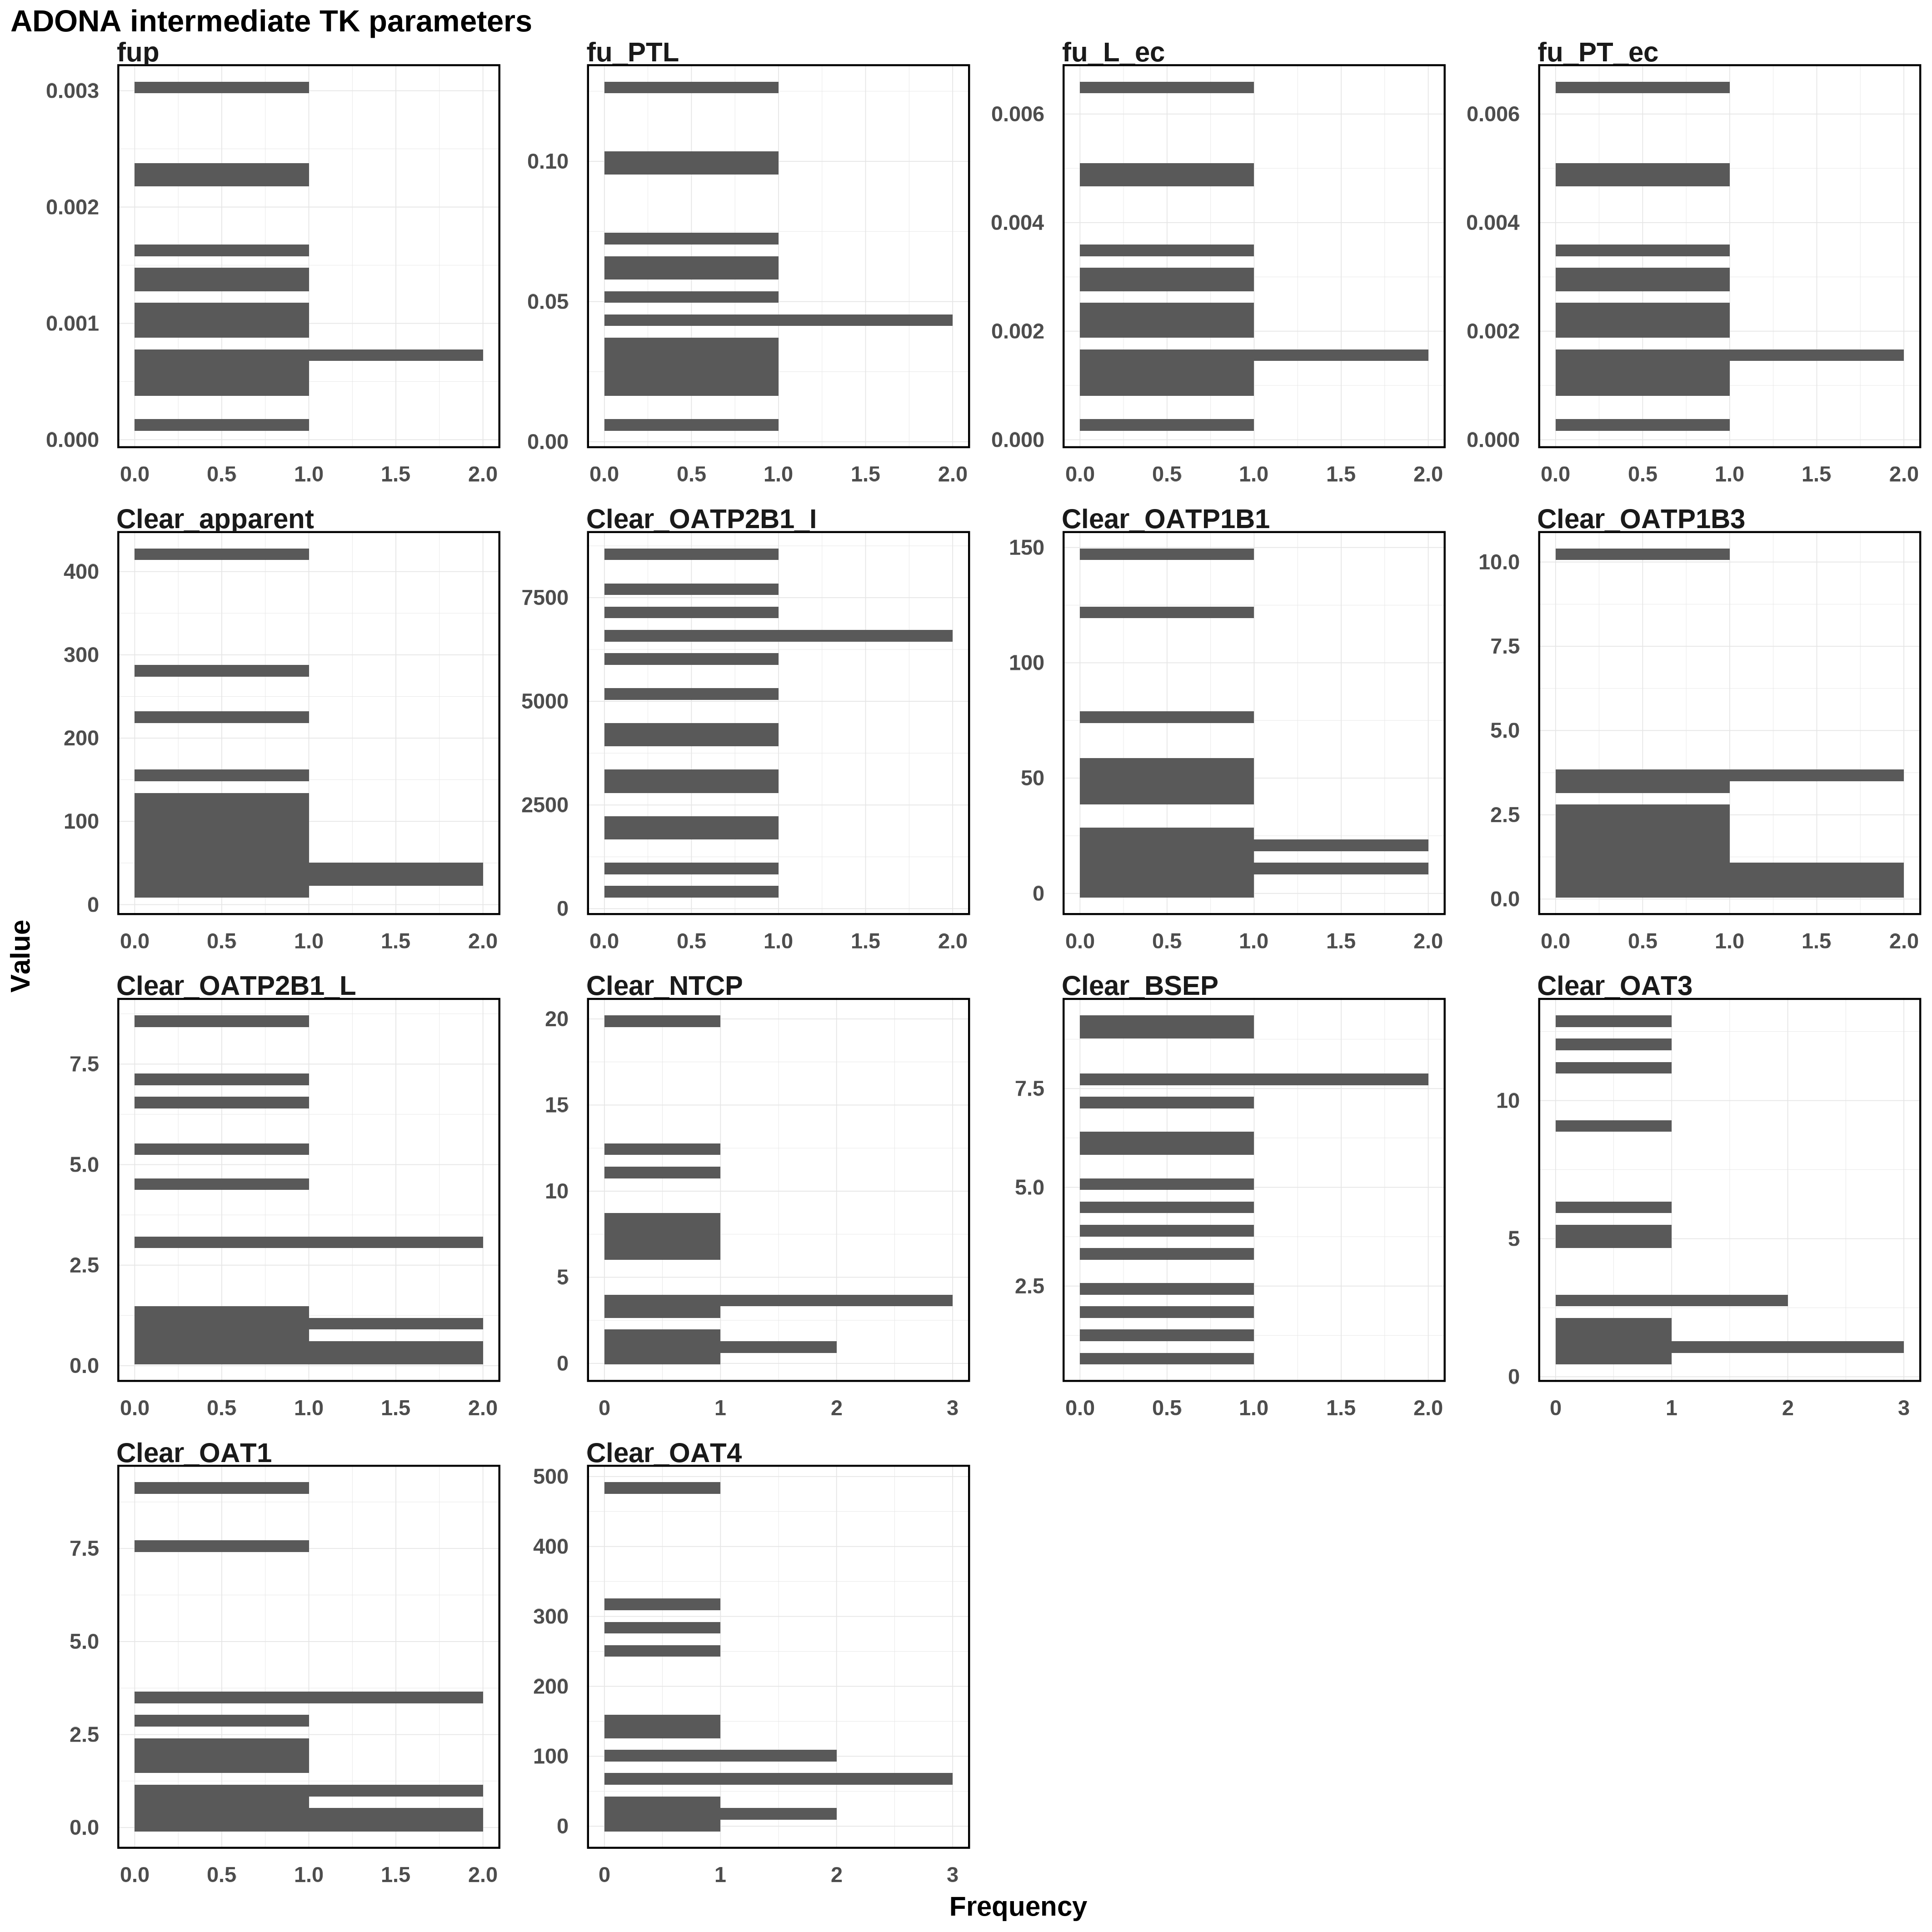 ADONA intermediate TK parameters
fup fu_PTL fu_L_ec fu_PT_ec
0.003 0.10 0.006 0.006
0.002 0.05 0.004 0.004
0.001 0.00 0.002 0.002
0.000 0.000 0.000
0.0 0.5 1.0 1.5 2.0 0.0 0.5 1.0 1.5 2.0 0.0 0.5 1.0 1.5 2.0 0.0 0.5 1.0 1.5 2.0
Clear_apparent Clear_OATP2B1_I Clear_OATP1B1 Clear_OATP1B3
400 7500 150 10.0
300 5000 100 7.5
200 2500 50 5.0
100 0 0 2.5
0 0.0
0.0 0.5 1.0 1.5 2.0 0.0 0.5 1.0 1.5 2.0 0.0 0.5 1.0 1.5 2.0 0.0 0.5 1.0 1.5 2.0
Value
Clear_OATP2B1_L Clear_NTCP Clear_BSEP Clear_OAT3
7.5 20 7.5 10
5.0 15 5.0 5
2.5 10 2.5 0
0.0 5
0
0.0 0.5 1.0 1.5 2.0 0 1 2 3 0.0 0.5 1.0 1.5 2.0 0 1 2 3
Clear_OAT1 Clear_OAT4
7.5 500
5.0 400
2.5 300
0.0 200
100
0
0.0 0.5 1.0 1.5 2.0 0 1 2 3
Frequency